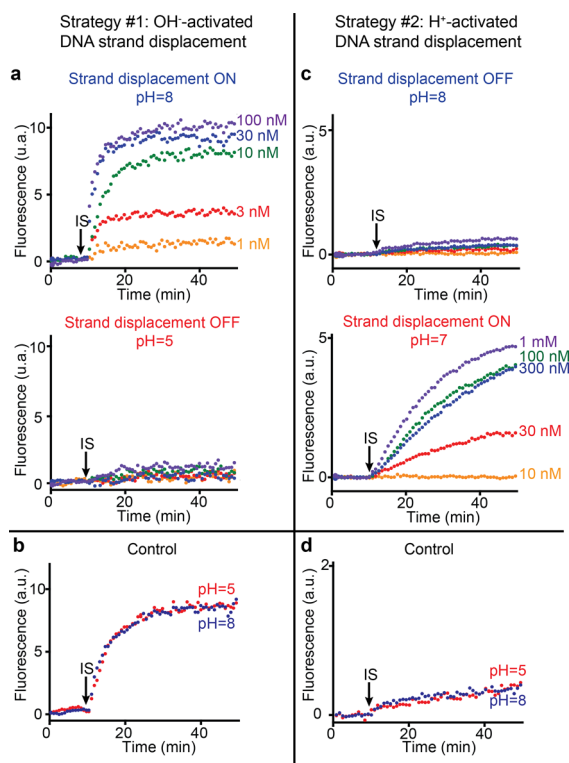 Strategy #1: OH⁻-activated
DNA strand displacement
Strategy #2: H⁺-activated
DNA strand displacement
a
Strand displacement ON
pH=8
Fluorescence (u.a.)
10
5
0
IS
100 nM
30 nM
10 nM
3 nM
1 nM
0
20
40
Time (min)
Strand displacement OFF
pH=5
Fluorescence (u.a.)
10
5
0
IS
0
20
40
Time (min)
b
Control
Fluorescence (a.u.)
10
5
0
IS
pH=5
pH=8
0
20
40
Time (min)
c
Strand displacement OFF
pH=8
Fluorescence (a.u.)
5
0
IS
0
20
40
Time (min)
Strand displacement ON
pH=7
Fluorescence (a.u.)
5
0
IS
1 mM
100 nM
300 nM
30 nM
10 nM
0
20
40
Time (min)
d
Control
Fluorescence (a.u.)
2
0
IS
pH=5
pH=8
0
20
40
Time (min)